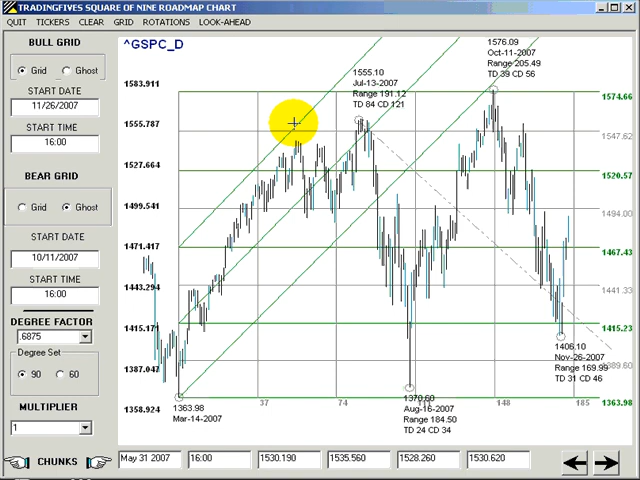 TRADINGFIVES SQUARE OF NINE ROADMAP CHART
QUIT TICKERS CLEAR GRID ROTATIONS LOOK-AHEAD
BULL GRID
Grid Ghost
START DATE
11/26/2007
START TIME
16:00
BEAR GRID
Grid Ghost
START DATE
10/11/2007
START TIME
16:00
DEGREE FACTOR
.6875
Degree Set
90 60
MULTIPLIER
1
CHUNKS
^GSPC_D
1583.911
1555.787
1527.664
1499.541
1471.417
1443.294
1415.171
1387.047
1358.924
1555.10
Jul-13-2007
Range 191.12
TD 84 CD 121
1576.09
Oct-11-2007
Range 205.49
TD 39 CD 56
1574.66
1547.62
1520.57
1494.00
1467.43
1441.33
1415.23
1389.60
1363.98
1406.10
Nov-26-2007
Range 169.99
TD 31 CD 46
1363.98
Mar-14-2007
37 74 111 148 185
1370.60
Aug-16-2007
Range 184.50
TD 24 CD 34
May 31 2007 16:00 1530.190 1535.560 1528.260 1530.620